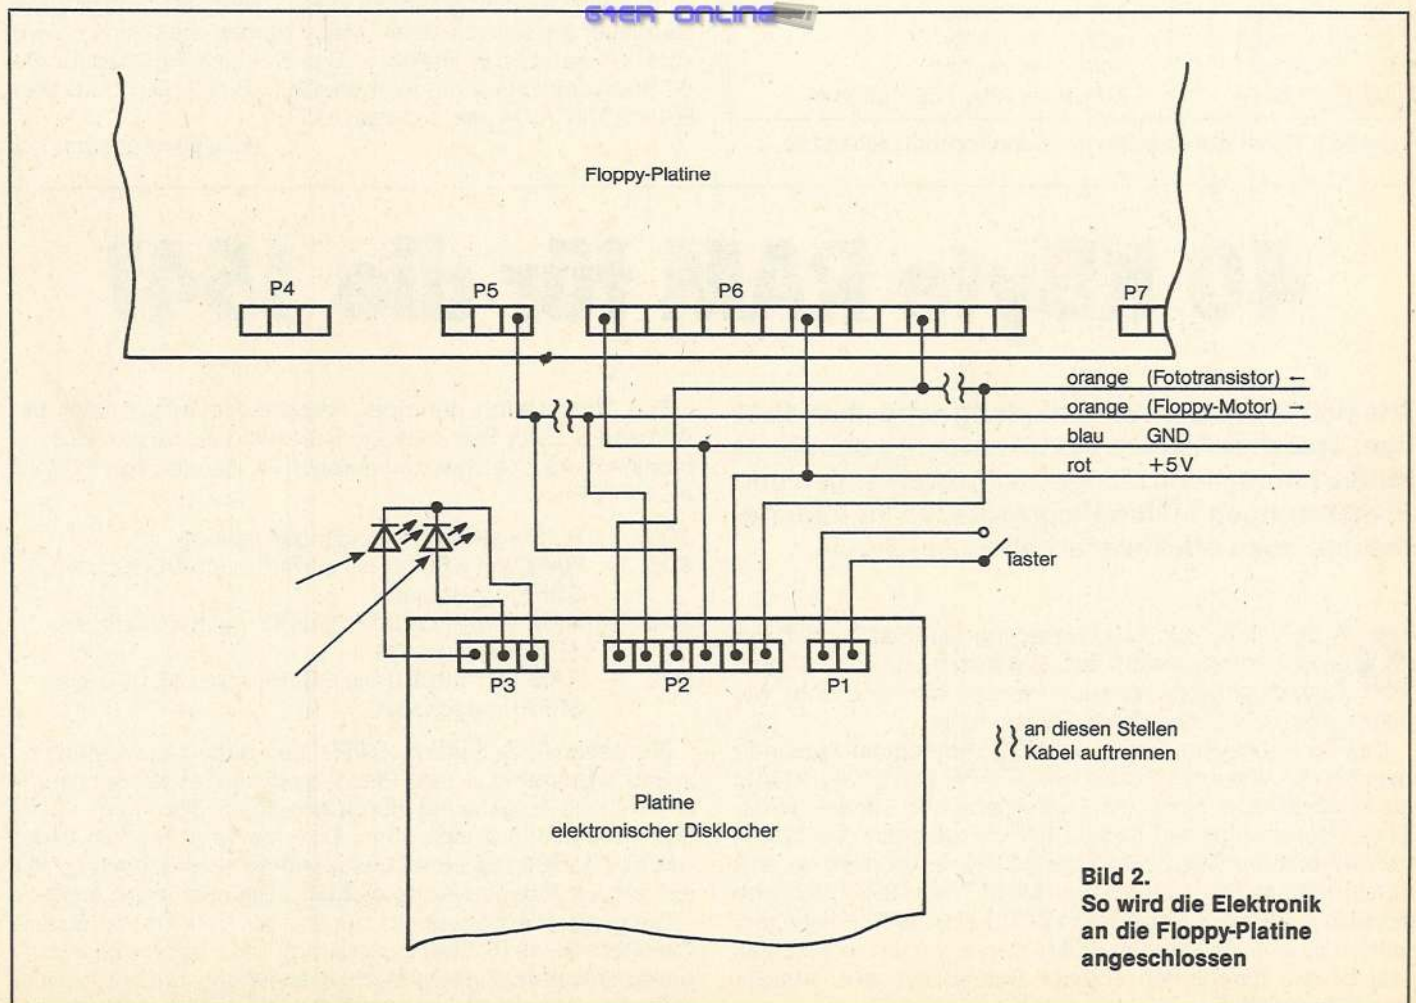 64ER ONLINE
Floppy-Platine
P4
P5
P6
P7
orange (Fototransistor) ←
orange (Floppy-Motor) →
blau GND
rot +5V
Taster
P3
P2
P1
an diesen Stellen
Kabel auftrennen
Platine
elektronischer Disklocher
Bild 2.
So wird die Elektronik
an die Floppy-Platine
angeschlossen